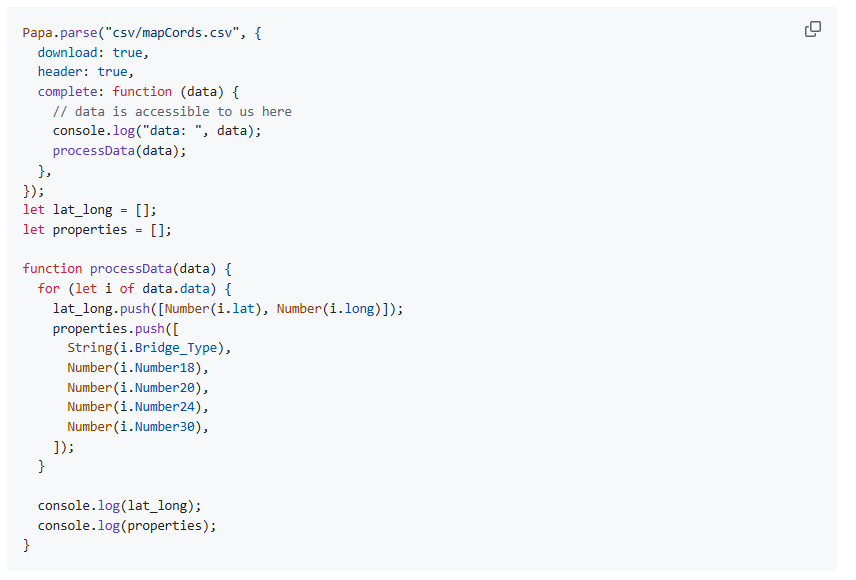 Papa.parse("csv/mapCords.csv", {
  download: true,
  header: true,
  complete: function (data) {
    // data is accessible to us here
    console.log("data: ", data);
    processData(data);
  },
});
let lat_long = [];
let properties = [];

function processData(data) {
  for (let i of data.data) {
    lat_long.push([Number(i.lat), Number(i.long)]);
    properties.push([
      String(i.Bridge_Type),
      Number(i.Number18),
      Number(i.Number20),
      Number(i.Number24),
      Number(i.Number30),
    ]);
  }

  console.log(lat_long);
  console.log(properties);
}